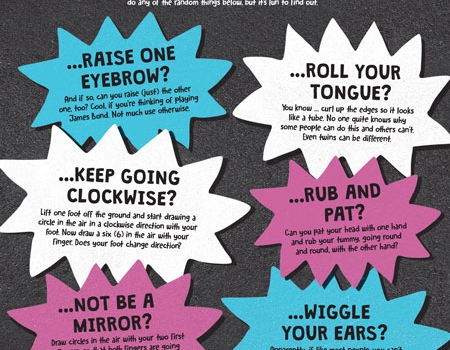 do any of the random things below, but it's fun to find out.
...RAISE ONE
EYEBROW?
And if so, can you raise (just) the other
one, too? Cool, if you're thinking of playing
James Bond. Not much use otherwise.
...ROLL YOUR
TONGUE?
You know ... curl up the edges so it looks
like a tube. No one quite knows why
some people can do this and others can't.
Even twins can be different.
...KEEP GOING
CLOCKWISE?
Lift one foot off the ground and start drawing a
circle in the air in a clockwise direction with your
foot. Now draw a six (6) in the air with your
finger. Does your foot change direction?
...RUB AND
PAT?
Can you pat your head with one hand
and rub your tummy, going round
and round, with the other hand?
...NOT BE A
MIRROR?
Draw circles in the air with your two first
that both fingers are going
...WIGGLE
YOUR EARS?
Apparently, if like most people, you can't